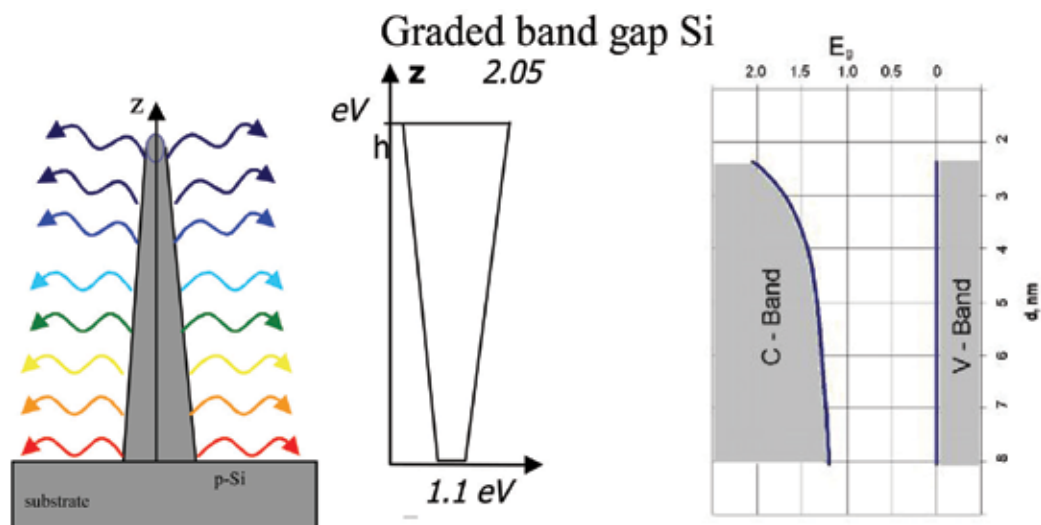 Graded band gap Si
z
p-Si
substrate
z 2.05
eV
h
1.1 eV
Eg
2.0 1.5 1.0 0.5 0
C - Band
V - Band
2
3
4
5
6
7
8
d, nm